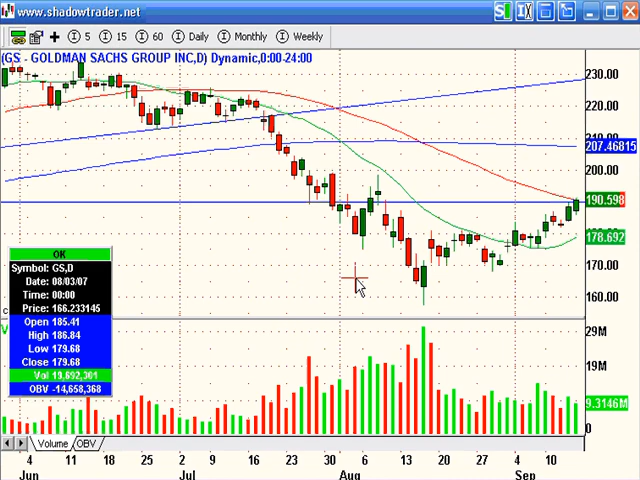 www.shadowtrader.net
5 15 60 Daily Monthly Weekly
(GS - GOLDMAN SACHS GROUP INC,D) Dynamic,0:00-24:00
230.00
220.00
207.46815
200.00
190.598
178.692
170.00
160.00
OK
Symbol: GS,D
Date: 08/03/07
Time: 00:00
Price: 166.233145
Open 185.41
High 186.84
Low 179.68
Close 179.68
Vol 19,692,301
OBV -14,658,368
29M
19M
9.3146M
0
Volume OBV
4 11 18 25 2 9 16 23 30 6 13 20 27 4 10
Jun Jul Aug Sep